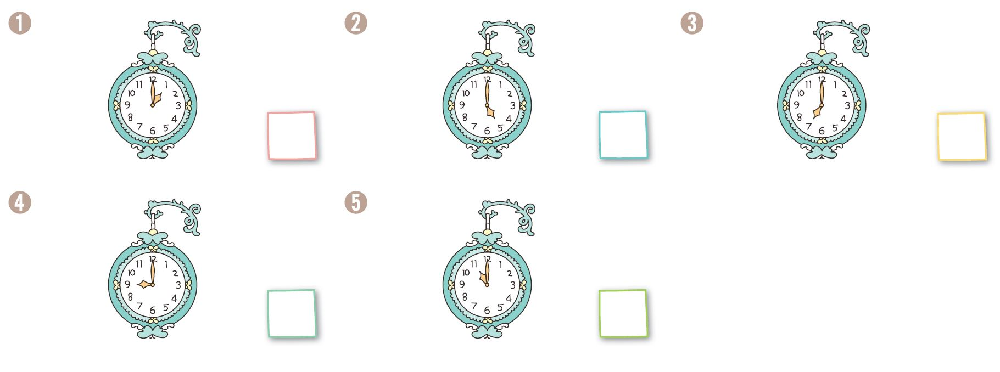 1 2 3
12 12 12
11 1 11 1 11 1
10 2 10 2 10 2
9 3 9 3 9 3
8 4 8 4 8 4
7 5 7 5 7 5
6 6 6
4 5
12 12
11 1 11 1
10 2 10 2
9 3 9 3
8 4 8 4
7 5 7 5
6 6